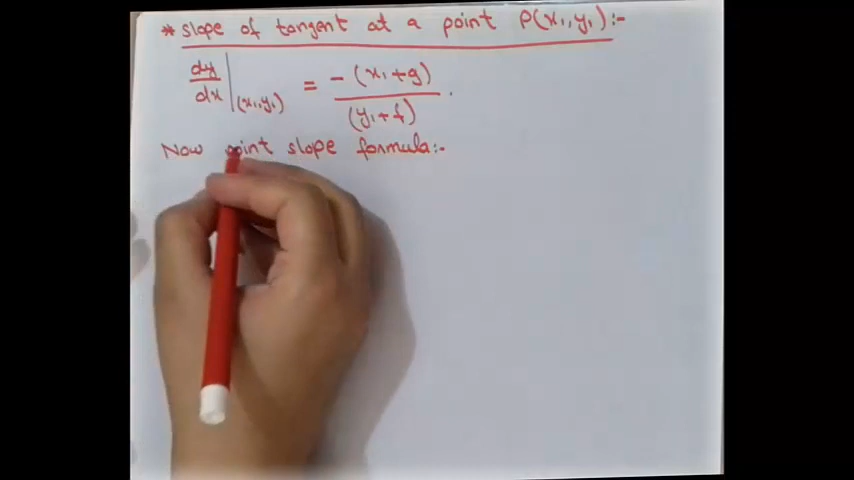 * slope of tangent at a point P(x₁,y₁):-
dy/dx |(x₁,y₁) = -(x₁+g)/(y₁+f).
Now point slope formula:-